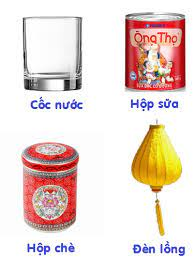 Ông Thọ
Cốc nước
Hộp sữa
Hộp chè
Đèn lồng